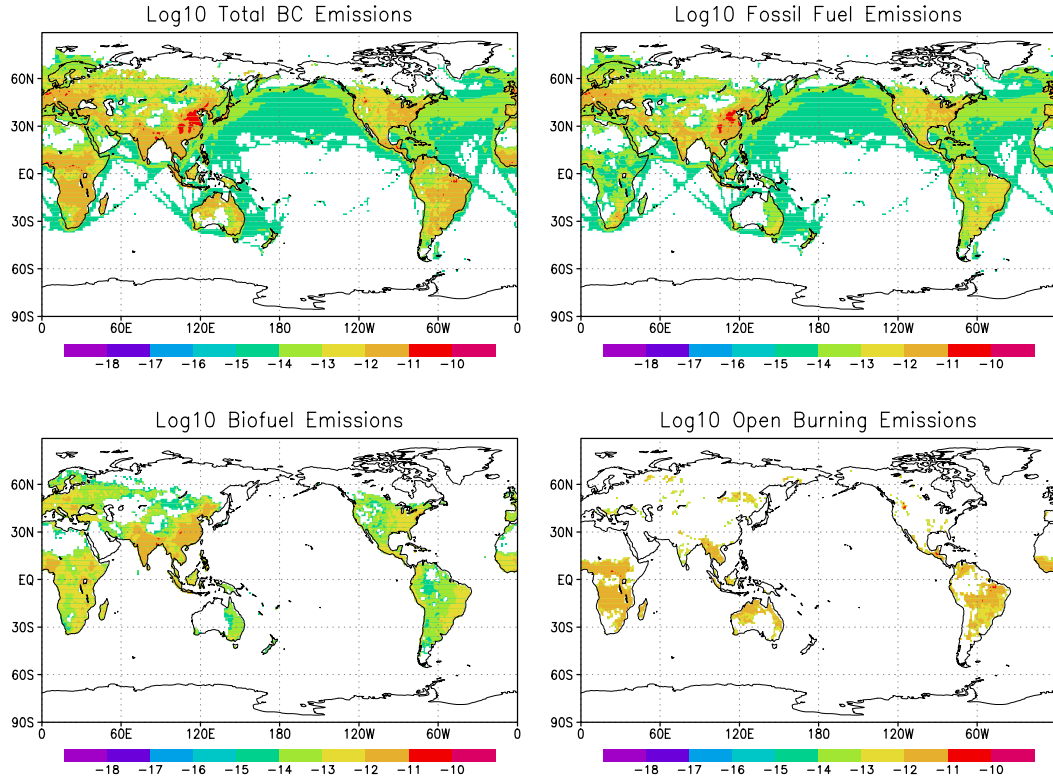 Log10 Total BC Emissions
Log10 Fossil Fuel Emissions
60N
30N
EQ
30S
60S
90S
0 60E 120E 180 120W 60W 0
-18 -17 -16 -15 -14 -13 -12 -11 -10
60N
30N
EQ
30S
60S
90S
0 60E 120E 180 120W 60W
-18 -17 -16 -15 -14 -13 -12 -11 -10
Log10 Biofuel Emissions
Log10 Open Burning Emissions
60N
30N
EQ
30S
60S
90S
0 60E 120E 180 120W 60W 0
-18 -17 -16 -15 -14 -13 -12 -11 -10
60N
30N
EQ
30S
60S
90S
0 60E 120E 180 120W 60W
-18 -17 -16 -15 -14 -13 -12 -11 -10